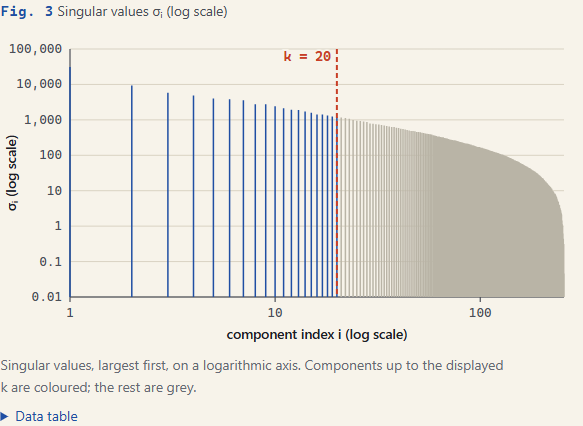 Fig. 3 Singular values σᵢ (log scale)
100,000
10,000
1,000
100
10
1
0.1
0.01
σᵢ (log scale)
k = 20
1
10
100
component index i (log scale)
Singular values, largest first, on a logarithmic axis. Components up to the displayed
k are coloured; the rest are grey.
▶ Data table